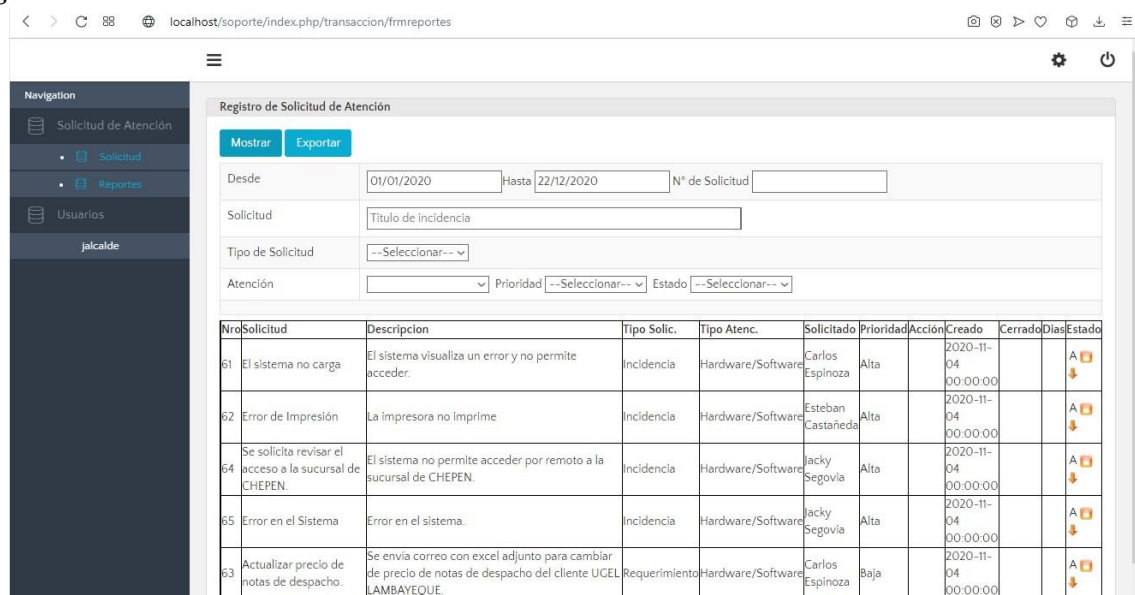 localhost/soporte/index.php/transaccion/frmreportes
Navigation
Solicitud de Atención
Solicitud
Reportes
Usuarios
jalcalde
Registro de Solicitud de Atención
Mostrar Exportar
Desde 01/01/2020 Hasta 22/12/2020 N° de Solicitud
Solicitud Titulo de incidencia
Tipo de Solicitud --Seleccionar--
Atención Prioridad --Seleccionar-- Estado --Seleccionar--
Nro Solicitud Descripcion Tipo Solic. Tipo Atenc. Solicitado Prioridad Acción Creado Cerrado Dias Estado
61 El sistema no carga El sistema visualiza un error y no permite acceder. Incidencia Hardware/Software Carlos Espinoza Alta 2020-11-04 00:00:00 A
62 Error de Impresión La impresora no imprime Incidencia Hardware/Software Esteban Castañeda Alta 2020-11-04 00:00:00 A
64 Se solicita revisar el acceso a la sucursal de CHEPEN. El sistema no permite acceder por remoto a la sucursal de CHEPEN. Incidencia Hardware/Software Jacky Segovia Alta 2020-11-04 00:00:00 A
65 Error en el Sistema Error en el sistema. Incidencia Hardware/Software Jacky Segovia Alta 2020-11-04 00:00:00 A
63 Actualizar precio de notas de despacho. Se envia correo con excel adjunto para cambiar de precio de notas de despacho del cliente UGEL LAMBAYEQUE. Requerimiento Hardware/Software Carlos Espinoza Baja 2020-11-04 00:00:00 A